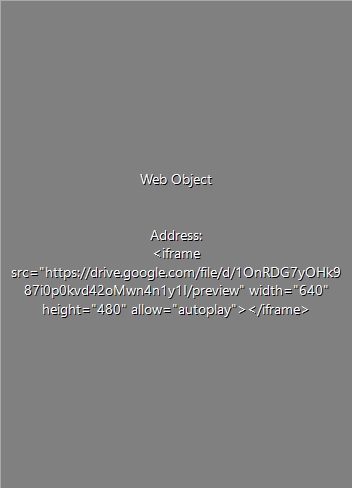 Web Object
Address:
<iframe
src="https://drive.google.com/file/d/1OnRDG7yOHk9
87i0p0kvd42oMwn4n1y1I/preview" width="640"
height="480" allow="autoplay"></iframe>